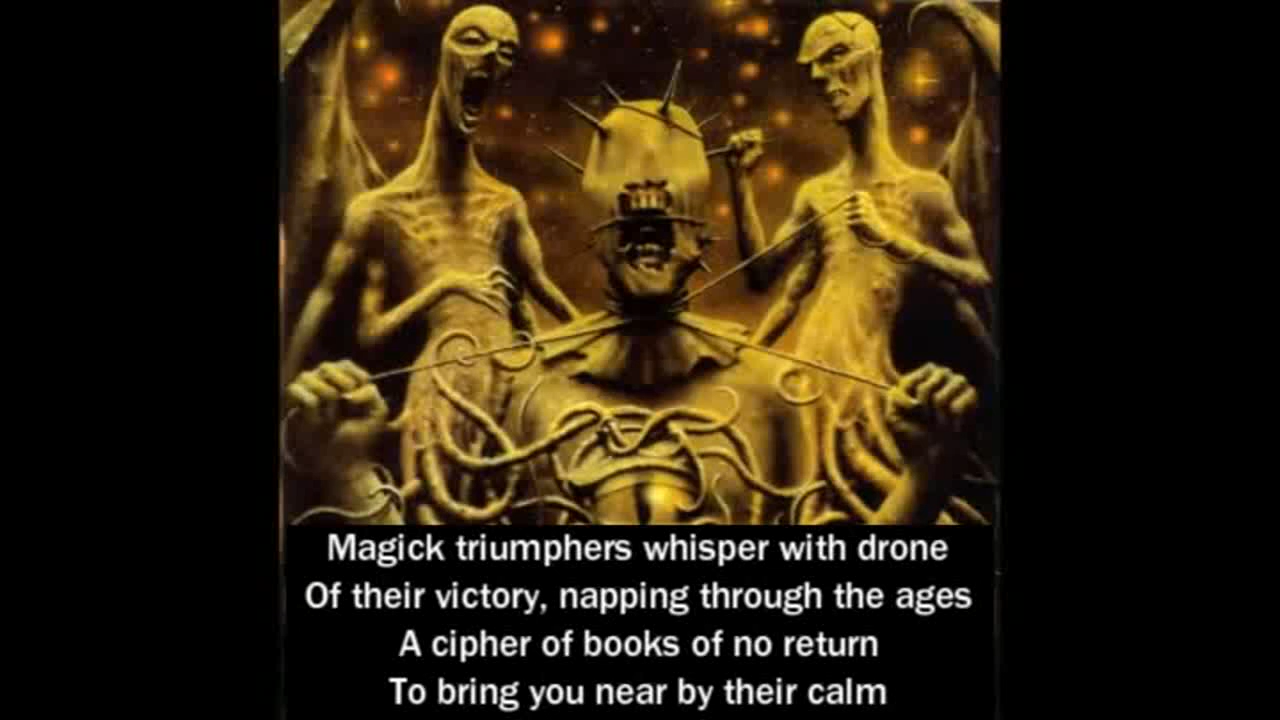 Magick triumphers whisper with drone
Of their victory, napping through the ages
A cipher of books of no return
To bring you near by their calm